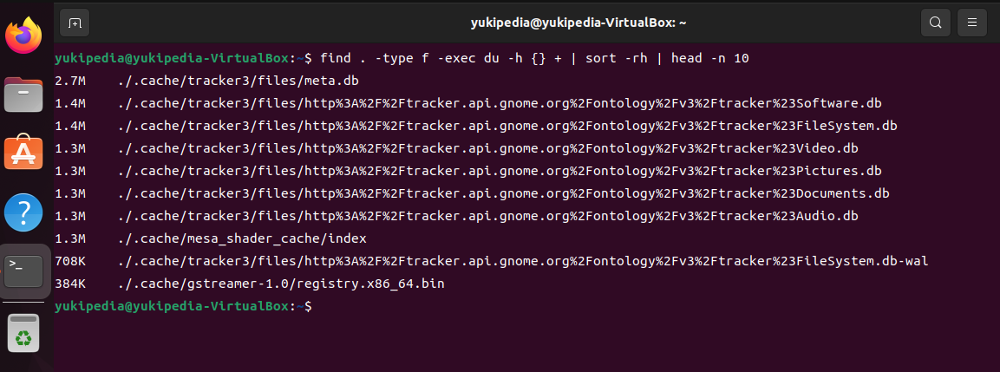 yukipedia@yukipedia-VirtualBox: ~
yukipedia@yukipedia-VirtualBox:~$ find . -type f -exec du -h {} + | sort -rh | head -n 10
2.7M    ./.cache/tracker3/files/meta.db
1.4M    ./.cache/tracker3/files/http%3A%2F%2Ftracker.api.gnome.org%2Fontology%2Fv3%2Ftracker%23Software.db
1.4M    ./.cache/tracker3/files/http%3A%2F%2Ftracker.api.gnome.org%2Fontology%2Fv3%2Ftracker%23FileSystem.db
1.3M    ./.cache/tracker3/files/http%3A%2F%2Ftracker.api.gnome.org%2Fontology%2Fv3%2Ftracker%23Video.db
1.3M    ./.cache/tracker3/files/http%3A%2F%2Ftracker.api.gnome.org%2Fontology%2Fv3%2Ftracker%23Pictures.db
1.3M    ./.cache/tracker3/files/http%3A%2F%2Ftracker.api.gnome.org%2Fontology%2Fv3%2Ftracker%23Documents.db
1.3M    ./.cache/tracker3/files/http%3A%2F%2Ftracker.api.gnome.org%2Fontology%2Fv3%2Ftracker%23Audio.db
1.3M    ./.cache/mesa_shader_cache/index
708K    ./.cache/tracker3/files/http%3A%2F%2Ftracker.api.gnome.org%2Fontology%2Fv3%2Ftracker%23FileSystem.db-wal
384K    ./.cache/gstreamer-1.0/registry.x86_64.bin
yukipedia@yukipedia-VirtualBox:~$